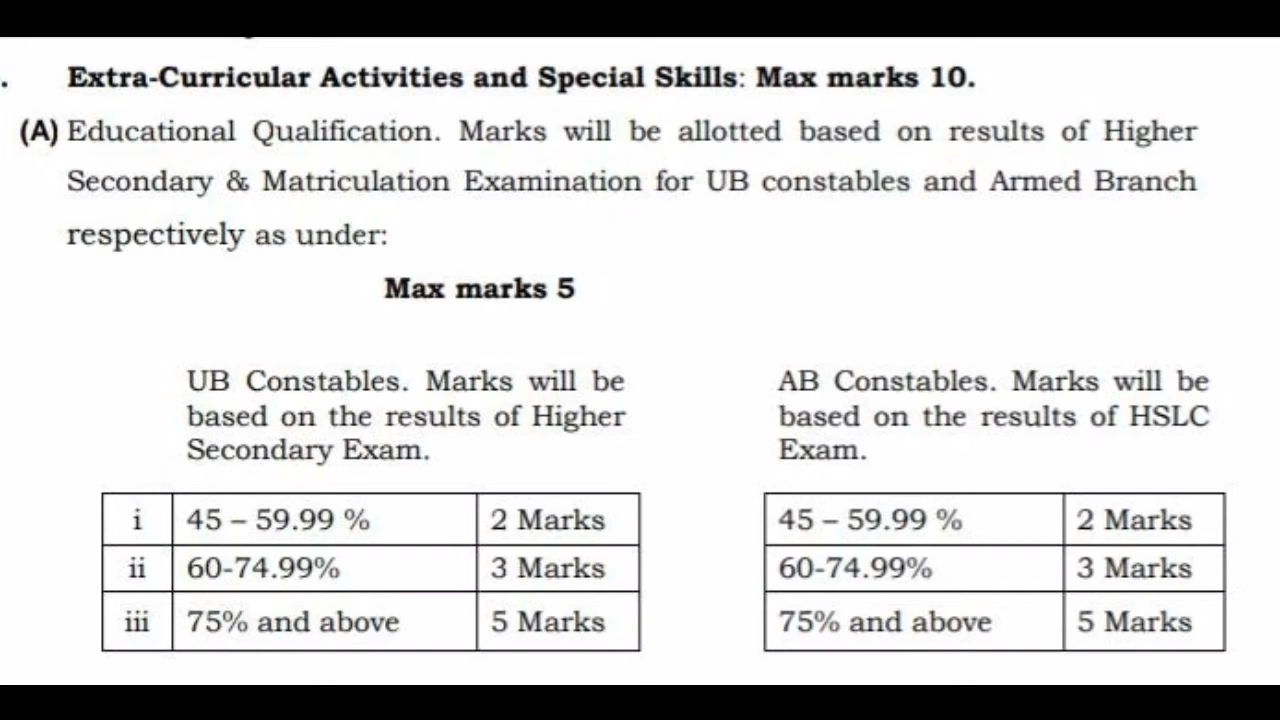 . Extra-Curricular Activities and Special Skills: Max marks 10.
(A) Educational Qualification. Marks will be allotted based on results of Higher
Secondary & Matriculation Examination for UB constables and Armed Branch
respectively as under:
Max marks 5
UB Constables. Marks will be
based on the results of Higher
Secondary Exam.
i 45 – 59.99 % 2 Marks
ii 60-74.99% 3 Marks
iii 75% and above 5 Marks
AB Constables. Marks will be
based on the results of HSLC
Exam.
45 – 59.99 % 2 Marks
60-74.99% 3 Marks
75% and above 5 Marks